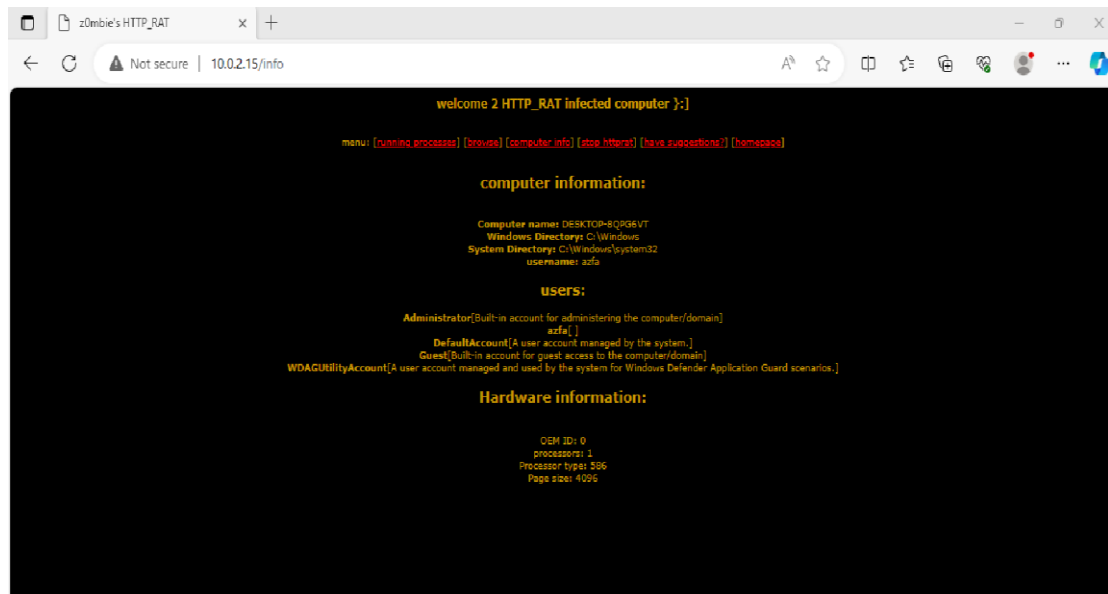 z0mbie's HTTP_RAT
Not secure | 10.0.2.15/info
welcome 2 HTTP_RAT infected computer }:]
menu: [running processes] [browse] [computer info] [stop httprat] [have suggestions?] [homepage]
computer information:
Computer name: DESKTOP-8QPG6VT
Windows Directory: C:\Windows
System Directory: C:\Windows\system32
username: azfa
users:
Administrator[Built-in account for administering the computer/domain]
azfa[ ]
DefaultAccount[A user account managed by the system.]
Guest[Built-in account for guest access to the computer/domain]
WDAGUtilityAccount[A user account managed and used by the system for Windows Defender Application Guard scenarios.]
Hardware information:
OEM ID: 0
processors: 1
Processor type: 586
Page size: 4096